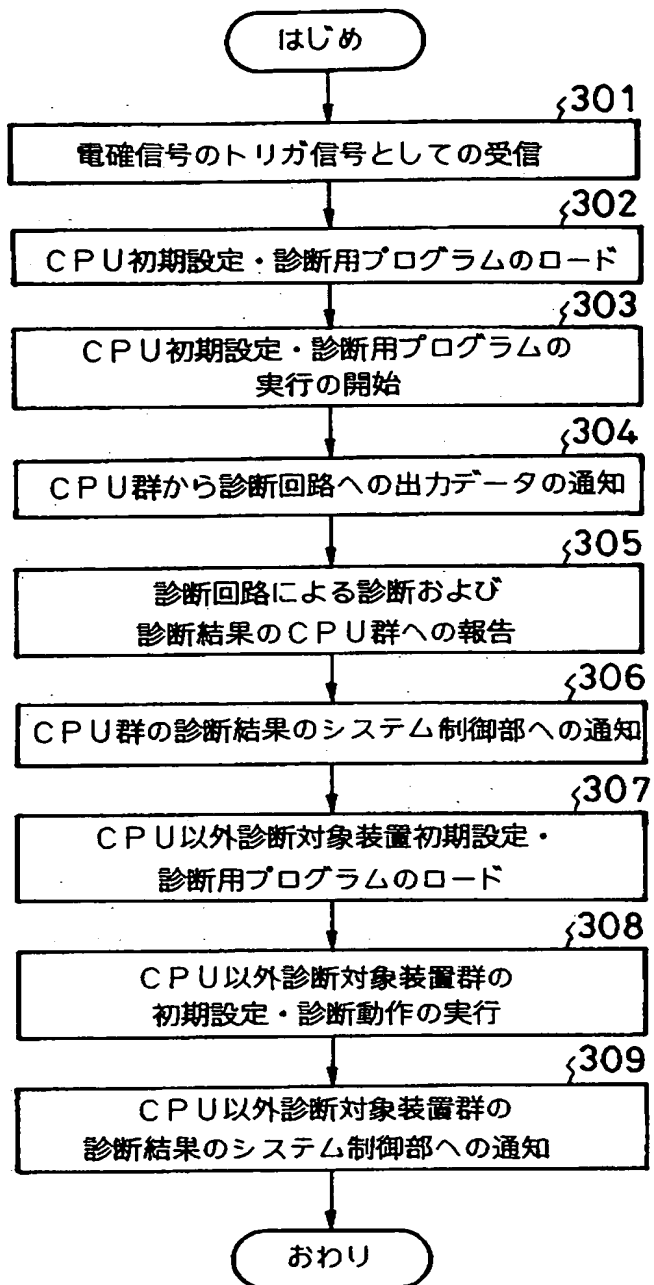 はじめ
301
電確信号のトリガ信号としての受信
302
CPU初期設定・診断用プログラムのロード
303
CPU初期設定・診断用プログラムの
実行の開始
304
CPU群から診断回路への出力データの通知
305
診断回路による診断および
診断結果のCPU群への報告
306
CPU群の診断結果のシステム制御部への通知
307
CPU以外診断対象装置初期設定・
診断用プログラムのロード
308
CPU以外診断対象装置群の
初期設定・診断動作の実行
309
CPU以外診断対象装置群の
診断結果のシステム制御部への通知
おわり